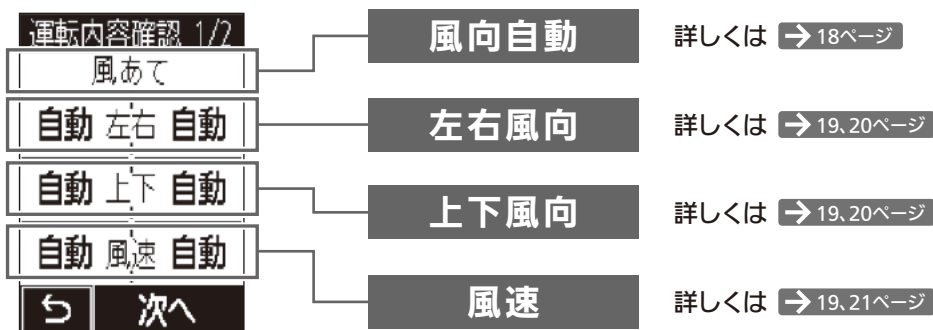 運転内容確認 1/2
風あて
自動 左右 自動
自動 上下 自動
自動 風速 自動
次へ
風向自動 詳しくは 18ページ
左右風向 詳しくは 19、20ページ
上下風向 詳しくは 19、20ページ
風速 詳しくは 19、21ページ